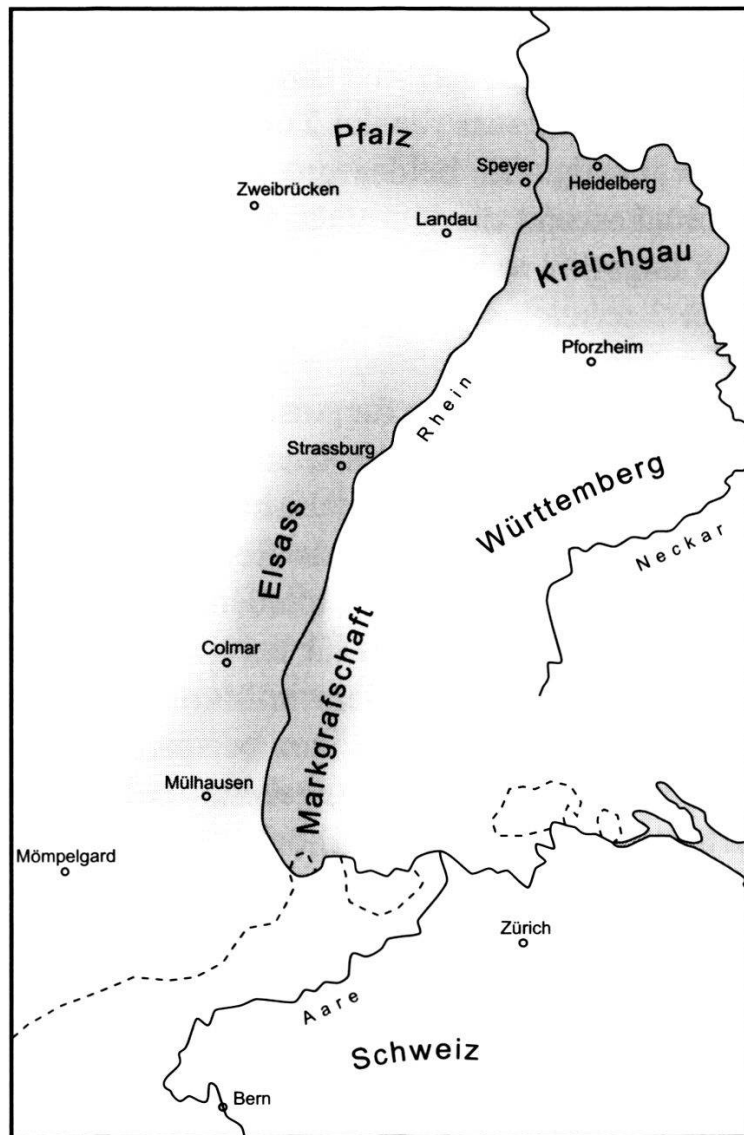 Pfalz
Speyer
Heidelberg
Zweibrücken
Landau
Kraichgau
Pforzheim
Rhein
Strassburg
Württemberg
Elsass
Neckar
Colmar
Markgrafschaft
Mülhausen
Mömpelgard
Zürich
Aare
Schweiz
Bern